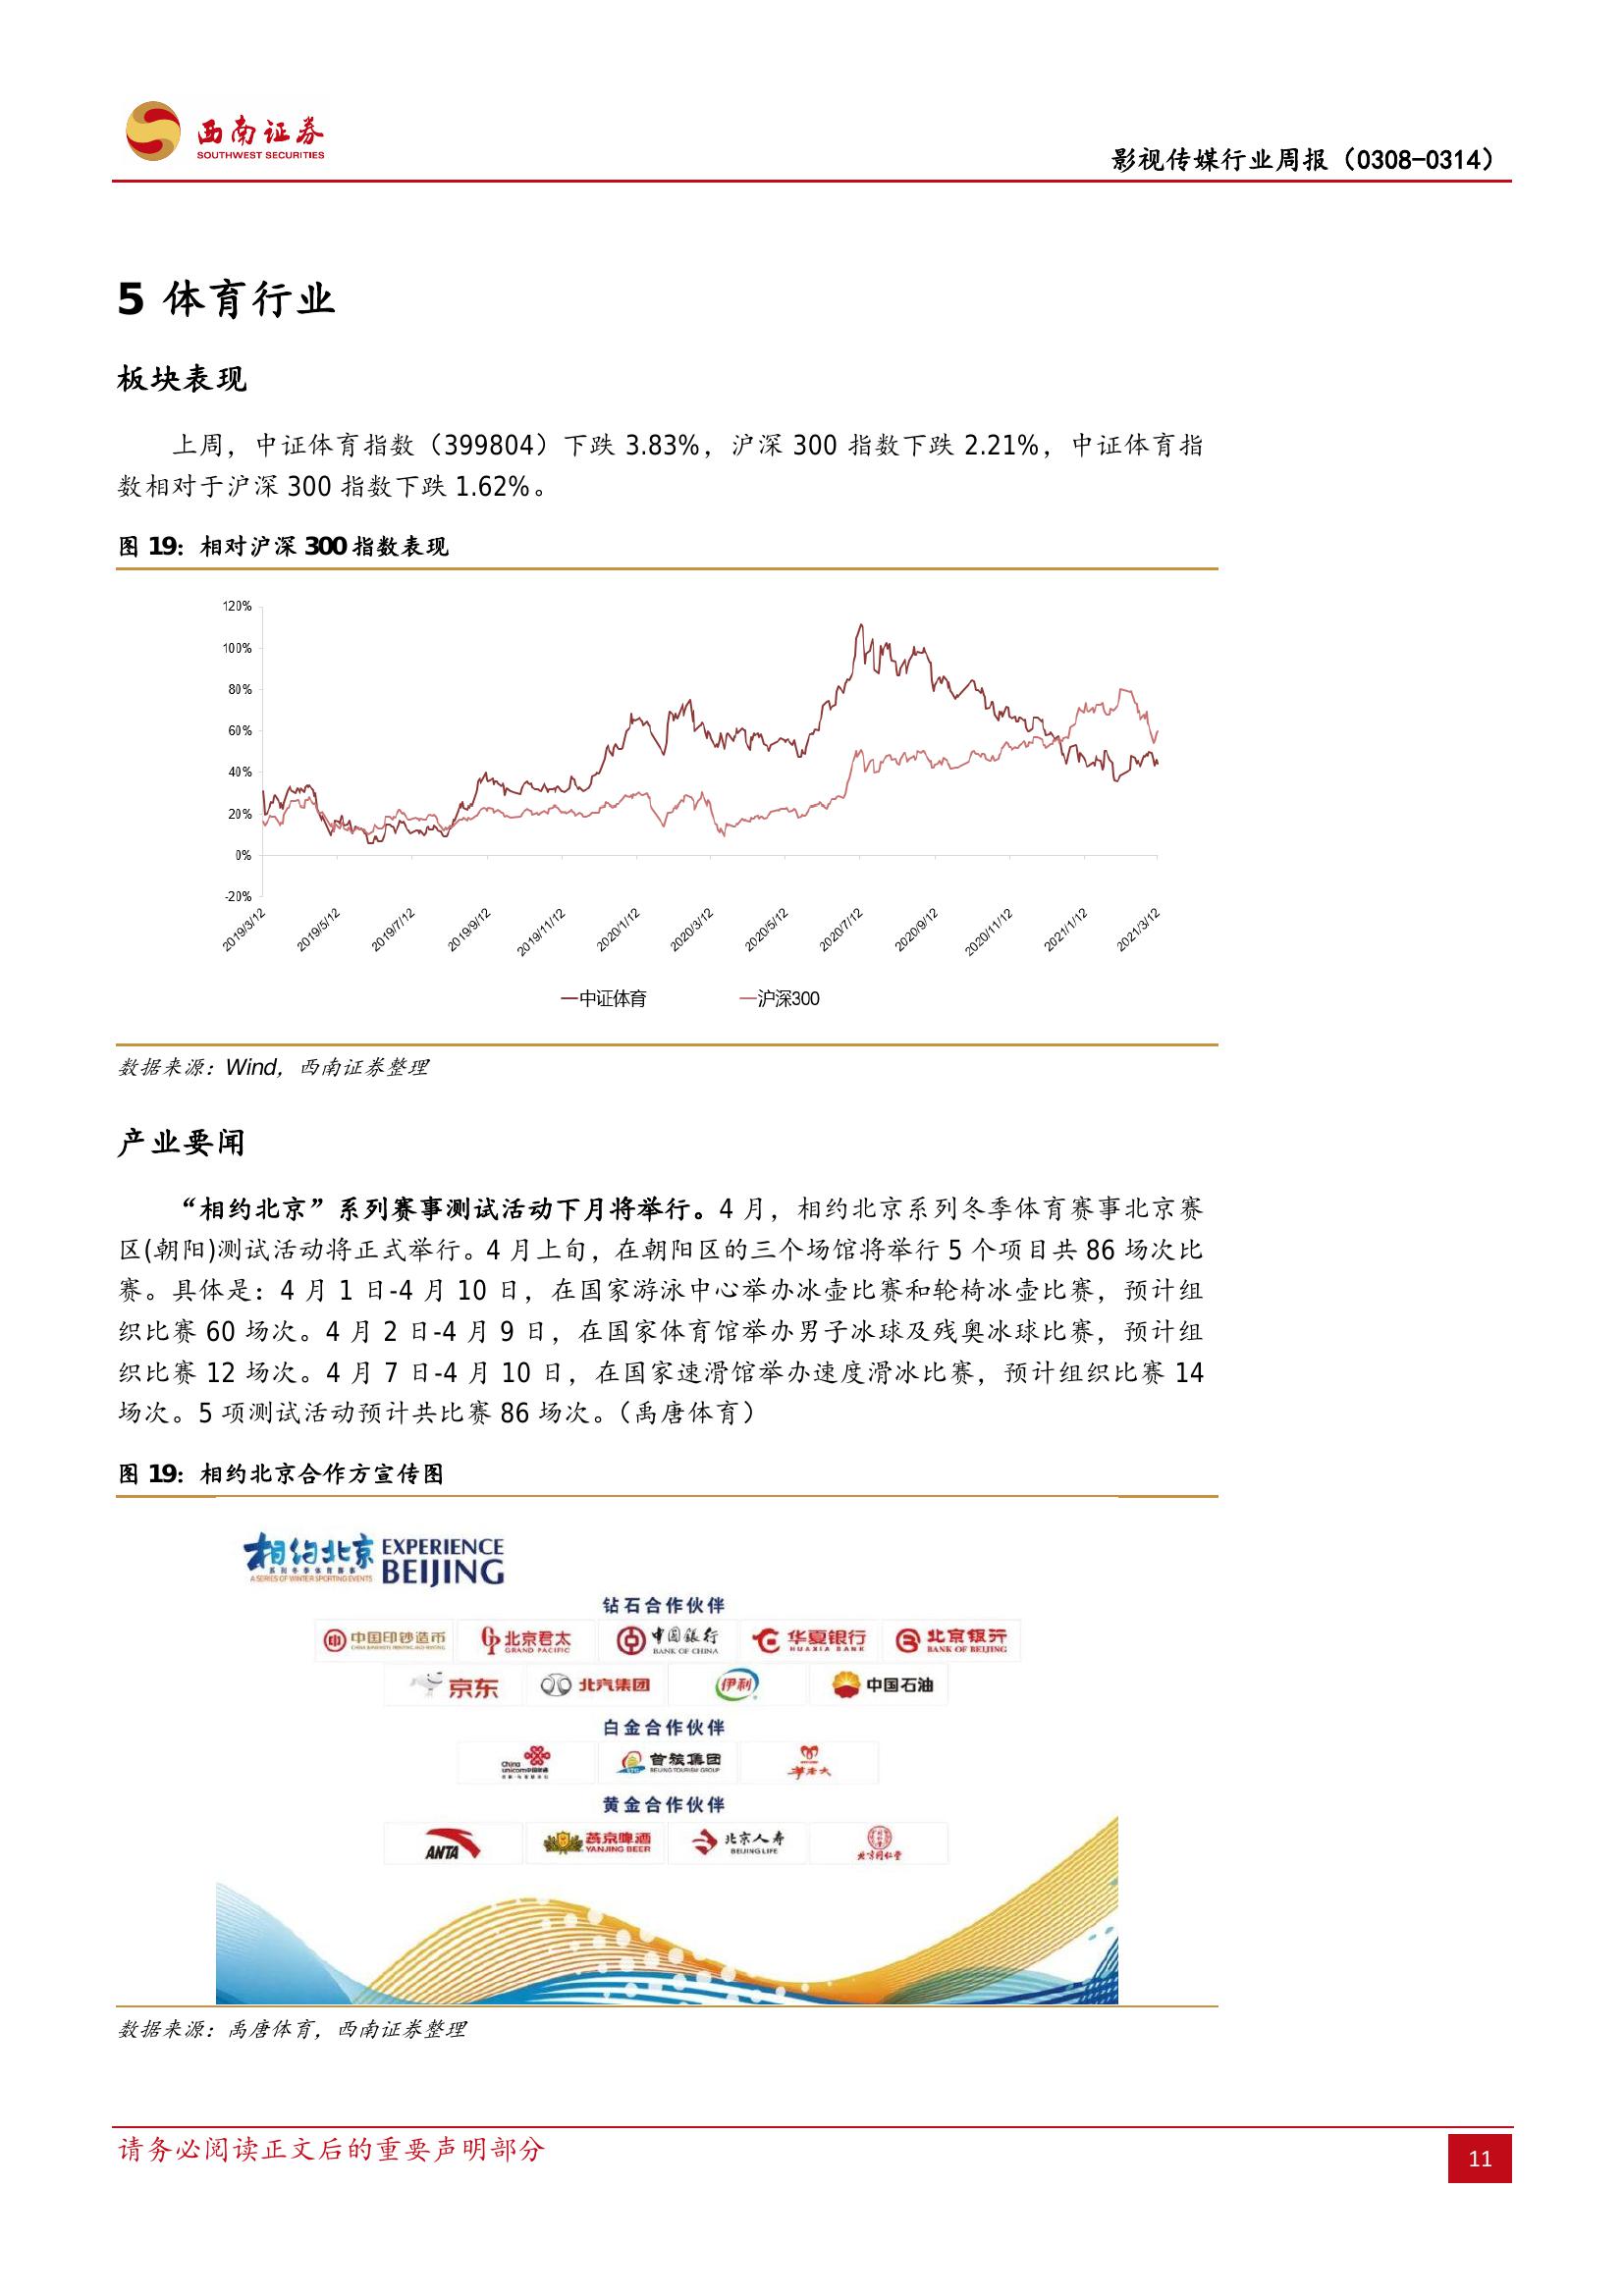 西南证券
SOUTHWEST SECURITIES
影视传媒行业周报（0308-0314）
5 体育行业
板块表现
上周，中证体育指数（399804）下跌 3.83%，沪深 300 指数下跌 2.21%，中证体育指
数相对于沪深 300 指数下跌 1.62%。
图 19：相对沪深 300 指数表现
120%
100%
80%
60%
40%
20%
0%
-20%
2019/3/12
2019/5/12
2019/7/12
2019/9/12
2019/11/12
2020/1/12
2020/3/12
2020/5/12
2020/7/12
2020/9/12
2020/11/12
2021/1/12
2021/3/12
中证体育
沪深300
数据来源：Wind，西南证券整理
产业要闻
“相约北京”系列赛事测试活动下月将举行。4 月，相约北京系列冬季体育赛事北京赛
区(朝阳)测试活动将正式举行。4 月上旬，在朝阳区的三个场馆将举行 5 个项目共 86 场次比
赛。具体是：4 月 1 日-4 月 10 日，在国家游泳中心举办冰壶比赛和轮椅冰壶比赛，预计组
织比赛 60 场次。4 月 2 日-4 月 9 日，在国家体育馆举办男子冰球及残奥冰球比赛，预计组
织比赛 12 场次。4 月 7 日-4 月 10 日，在国家速滑馆举办速度滑冰比赛，预计组织比赛 14
场次。5 项测试活动预计共比赛 86 场次。（禹唐体育）
图 19：相约北京合作方宣传图
相约北京 EXPERIENCE
系列冬季体育赛事 BEIJING
A SERIES OF WINTER SPORTING EVENTS
钻石合作伙伴
中国印钞造币 北京君太 中国银行 华夏银行 北京银行
GRAND PACIFIC BANK OF CHINA HUAXIA BANK BANK OF BEIJING
京东 北汽集团 伊利 中国石油
白金合作伙伴
China
unicom中国联通 首旅集团
BEIJING TOURISM GROUP
黄金合作伙伴
ANTA 燕京啤酒 北京人寿
YANJING BEER BEIJING LIFE 北京同仁堂
数据来源：禹唐体育，西南证券整理
请务必阅读正文后的重要声明部分
11